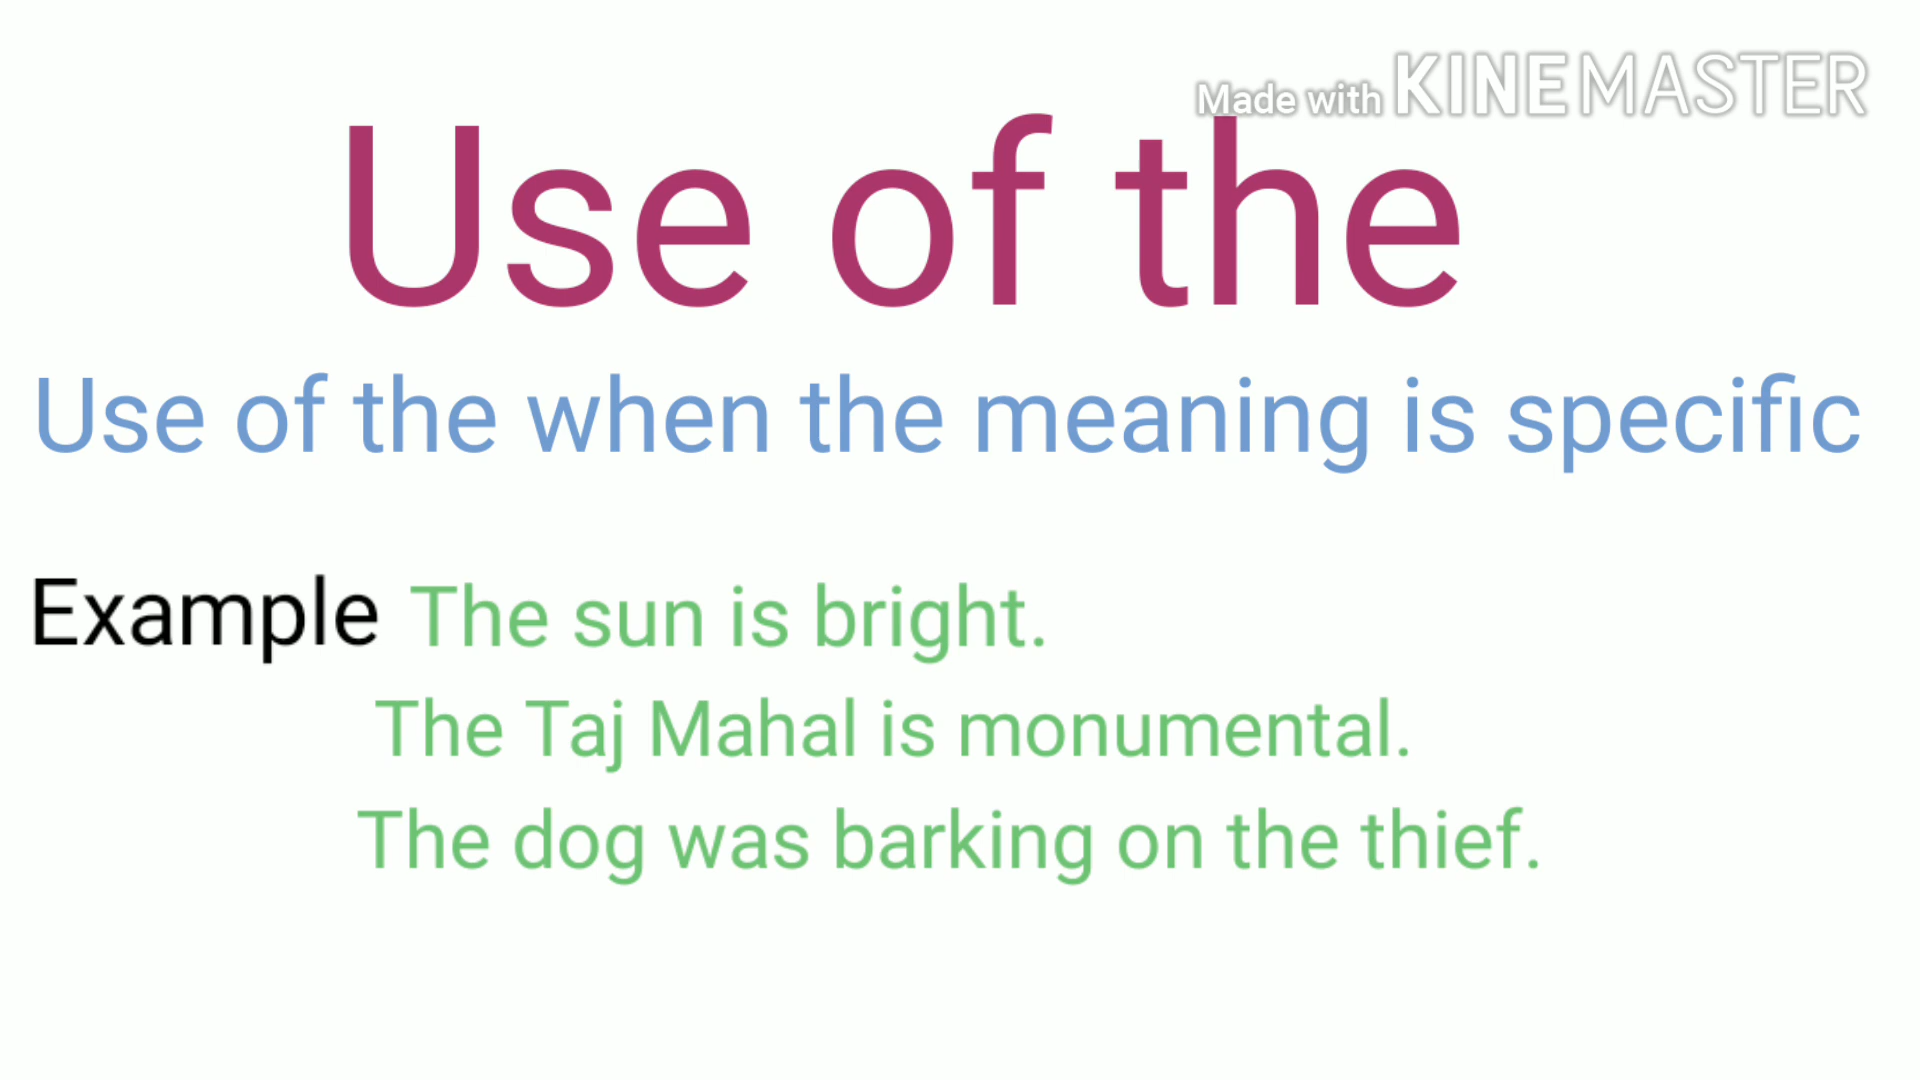 Made with KINEMASTER
Use of the
Use of the when the meaning is specific
Example The sun is bright.
The Taj Mahal is monumental.
The dog was barking on the thief.